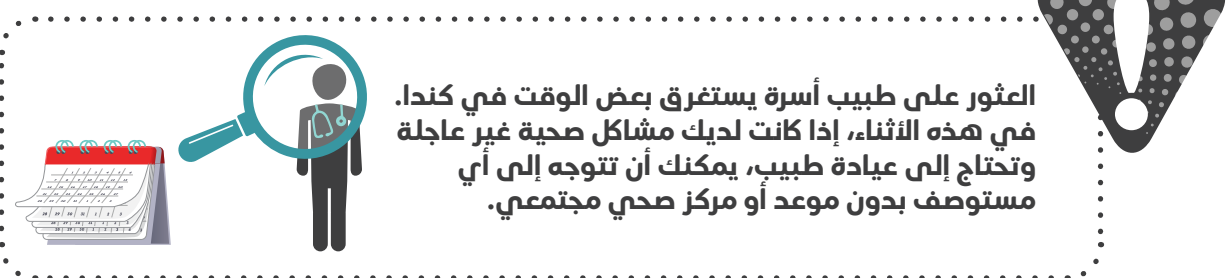 العثور على طبيب أسرة يستغرق بعض الوقت في كندا.
في هذه الأثناء، إذا كانت لديك مشاكل صحية غير عاجلة
وتحتاج إلى عيادة طبيب، يمكنك أن تتوجه إلى أي
مستوصف بدون موعد أو مركز صحي مجتمعي.